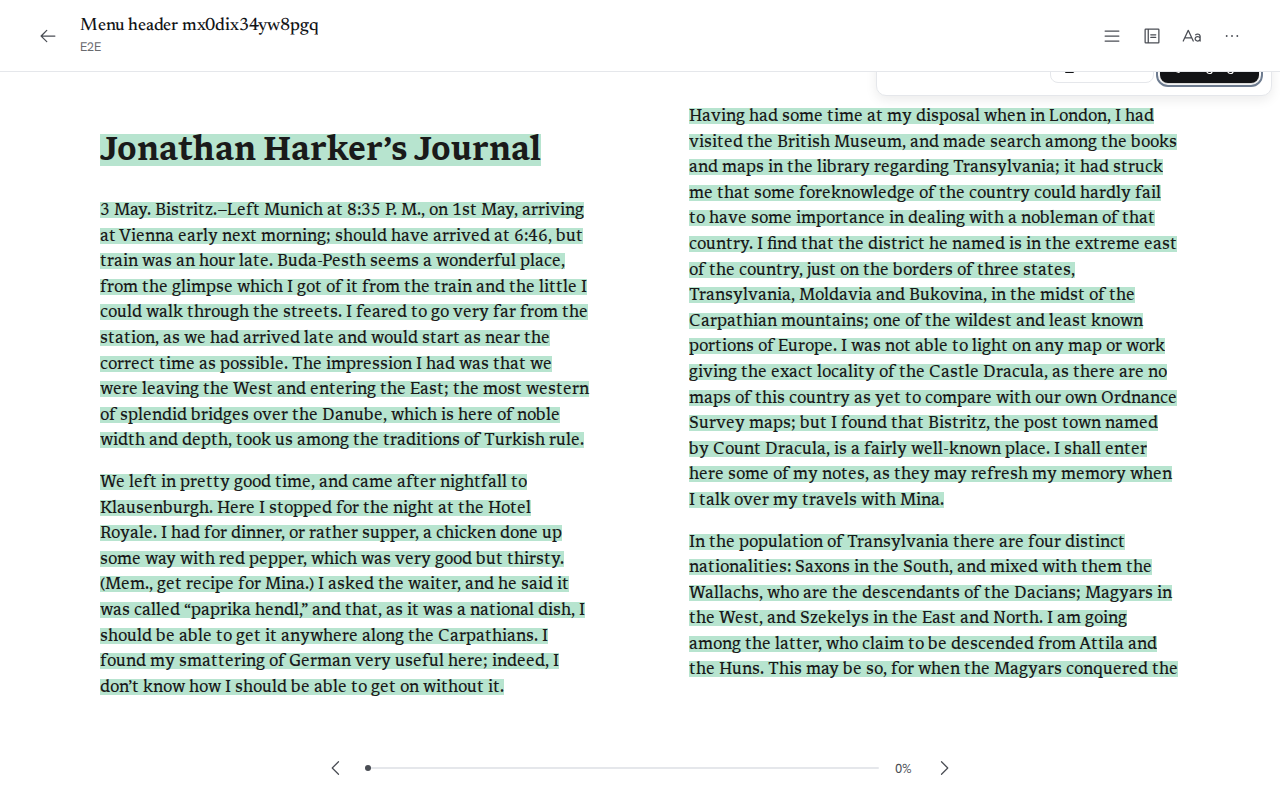 Menu header mx0dix34yw8pgq
E2E
Aa
Jonathan Harker’s Journal
3 May. Bistritz.–Left Munich at 8:35 P. M., on 1st May, arriving
at Vienna early next morning; should have arrived at 6:46, but
train was an hour late. Buda-Pesth seems a wonderful place,
from the glimpse which I got of it from the train and the little I
could walk through the streets. I feared to go very far from the
station, as we had arrived late and would start as near the
correct time as possible. The impression I had was that we
were leaving the West and entering the East; the most western
of splendid bridges over the Danube, which is here of noble
width and depth, took us among the traditions of Turkish rule.
We left in pretty good time, and came after nightfall to
Klausenburgh. Here I stopped for the night at the Hotel
Royale. I had for dinner, or rather supper, a chicken done up
some way with red pepper, which was very good but thirsty.
(Mem., get recipe for Mina.) I asked the waiter, and he said it
was called “paprika hendl,” and that, as it was a national dish, I
should be able to get it anywhere along the Carpathians. I
found my smattering of German very useful here; indeed, I
don’t know how I should be able to get on without it.
Having had some time at my disposal when in London, I had
visited the British Museum, and made search among the books
and maps in the library regarding Transylvania; it had struck
me that some foreknowledge of the country could hardly fail
to have some importance in dealing with a nobleman of that
country. I find that the district he named is in the extreme east
of the country, just on the borders of three states,
Transylvania, Moldavia and Bukovina, in the midst of the
Carpathian mountains; one of the wildest and least known
portions of Europe. I was not able to light on any map or work
giving the exact locality of the Castle Dracula, as there are no
maps of this country as yet to compare with our own Ordnance
Survey maps; but I found that Bistritz, the post town named
by Count Dracula, is a fairly well-known place. I shall enter
here some of my notes, as they may refresh my memory when
I talk over my travels with Mina.
In the population of Transylvania there are four distinct
nationalities: Saxons in the South, and mixed with them the
Wallachs, who are the descendants of the Dacians; Magyars in
the West, and Szekelys in the East and North. I am going
among the latter, who claim to be descended from Attila and
the Huns. This may be so, for when the Magyars conquered the
0%